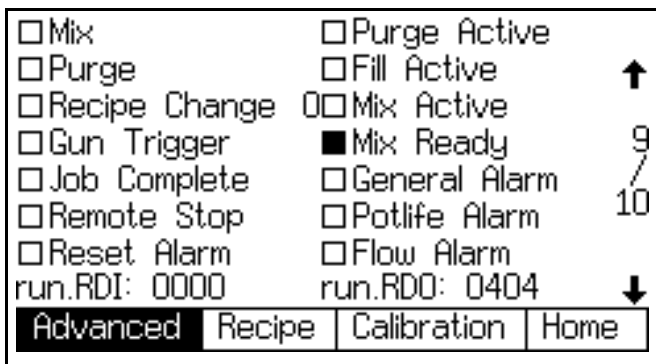 ☐Mix ☐Purge Active
☐Purge ☐Fill Active
☐Recipe Change 0☐Mix Active
☐Gun Trigger ■Mix Ready 9
☐Job Complete ☐General Alarm /
☐Remote Stop ☐Potlife Alarm 10
☐Reset Alarm ☐Flow Alarm
run.RDI: 0000 run.RDO: 0404
Advanced Recipe Calibration Home